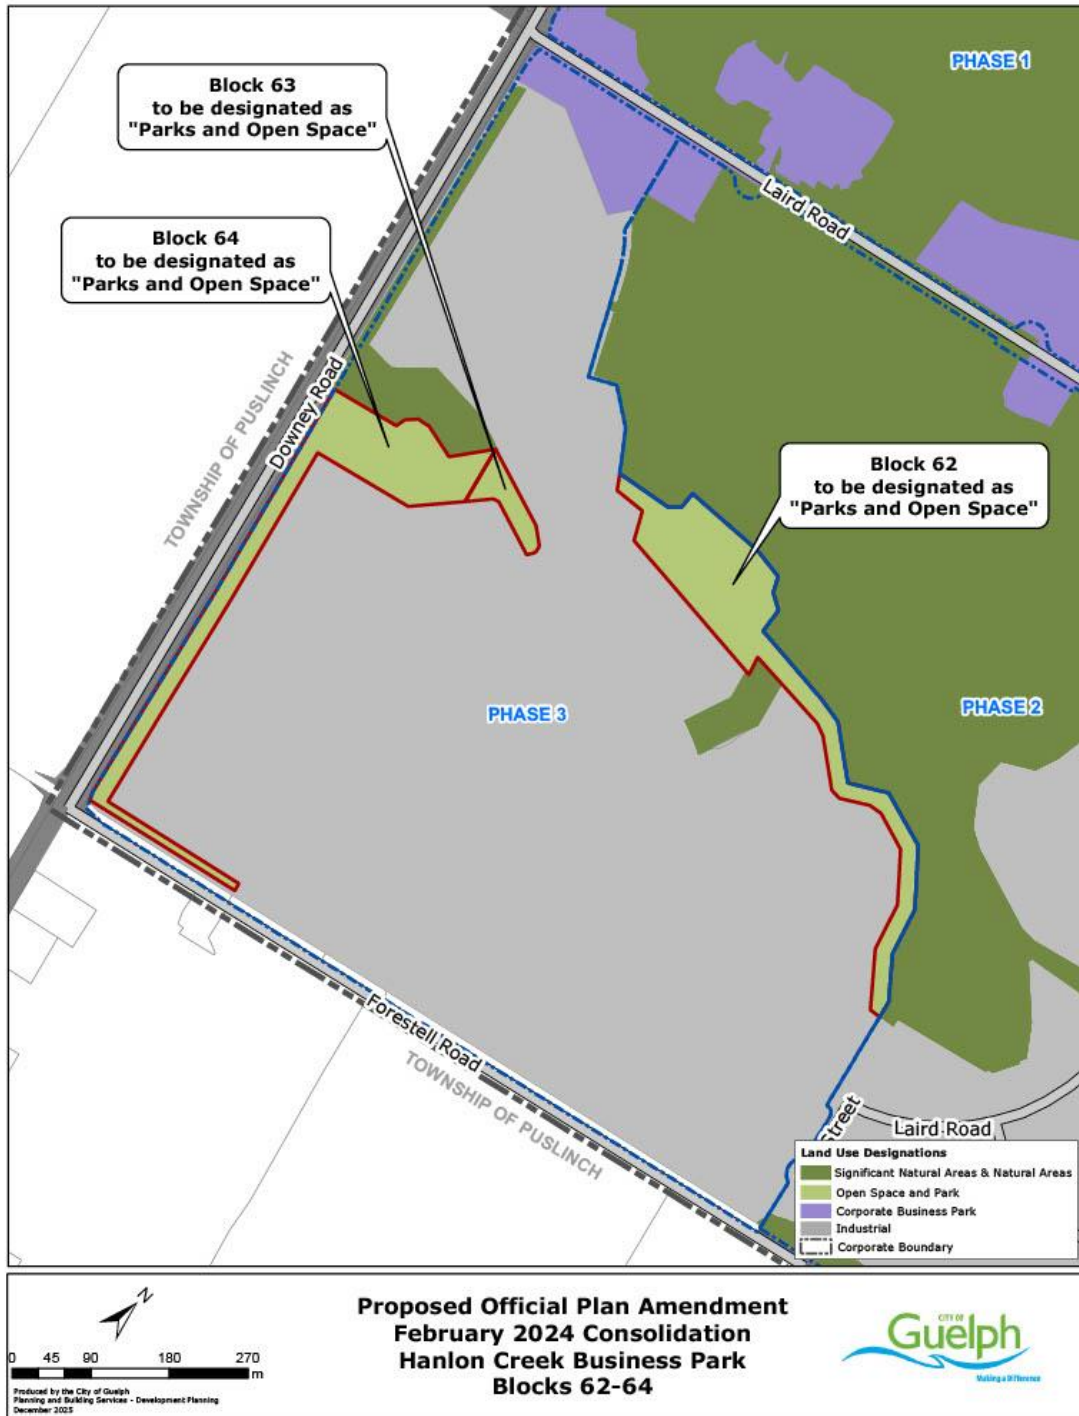 PHASE 1
Block 63
to be designated as
"Parks and Open Space"
Laird Road
Block 64
to be designated as
"Parks and Open Space"
TOWNSHIP OF PUSLINCH
Downey Road
Block 62
to be designated as
"Parks and Open Space"
PHASE 3
PHASE 2
Forestell Road
TOWNSHIP OF PUSLINCH
Street
Laird Road
Land Use Designations
Significant Natural Areas & Natural Areas
Open Space and Park
Corporate Business Park
Industrial
Corporate Boundary
N
0 45 90 180 270
m
Produced by the City of Guelph
Planning and Building Services - Development Planning
December 2025
Proposed Official Plan Amendment
February 2024 Consolidation
Hanlon Creek Business Park
Blocks 62-64
CITY OF
Guelph
Making a Difference